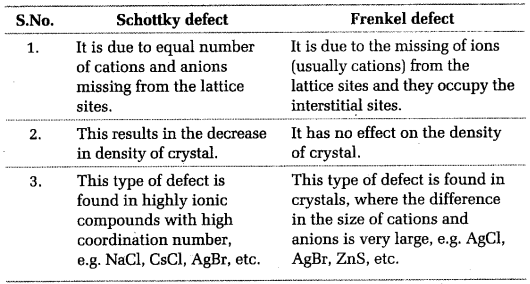 S.No. Schottky defect Frenkel defect
1. It is due to equal number It is due to the missing of ions
of cations and anions (usually cations) from the
missing from the lattice lattice sites and they occupy the
sites. interstitial sites.
2. This results in the decrease It has no effect on the density
in density of crystal. of crystal.
3. This type of defect is This type of defect is found in
found in highly ionic crystals, where the difference
compounds with high in the size of cations and
coordination number, anions is very large, e.g. AgCl,
e.g. NaCl, CsCl, AgBr, etc. AgBr, ZnS, etc.